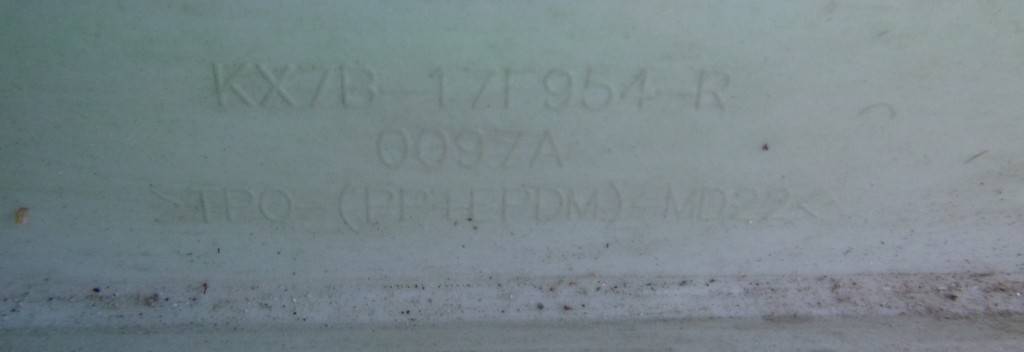 KX7B-17F954-R
0097A
>TPO-(PP+EPDM)-MD22<